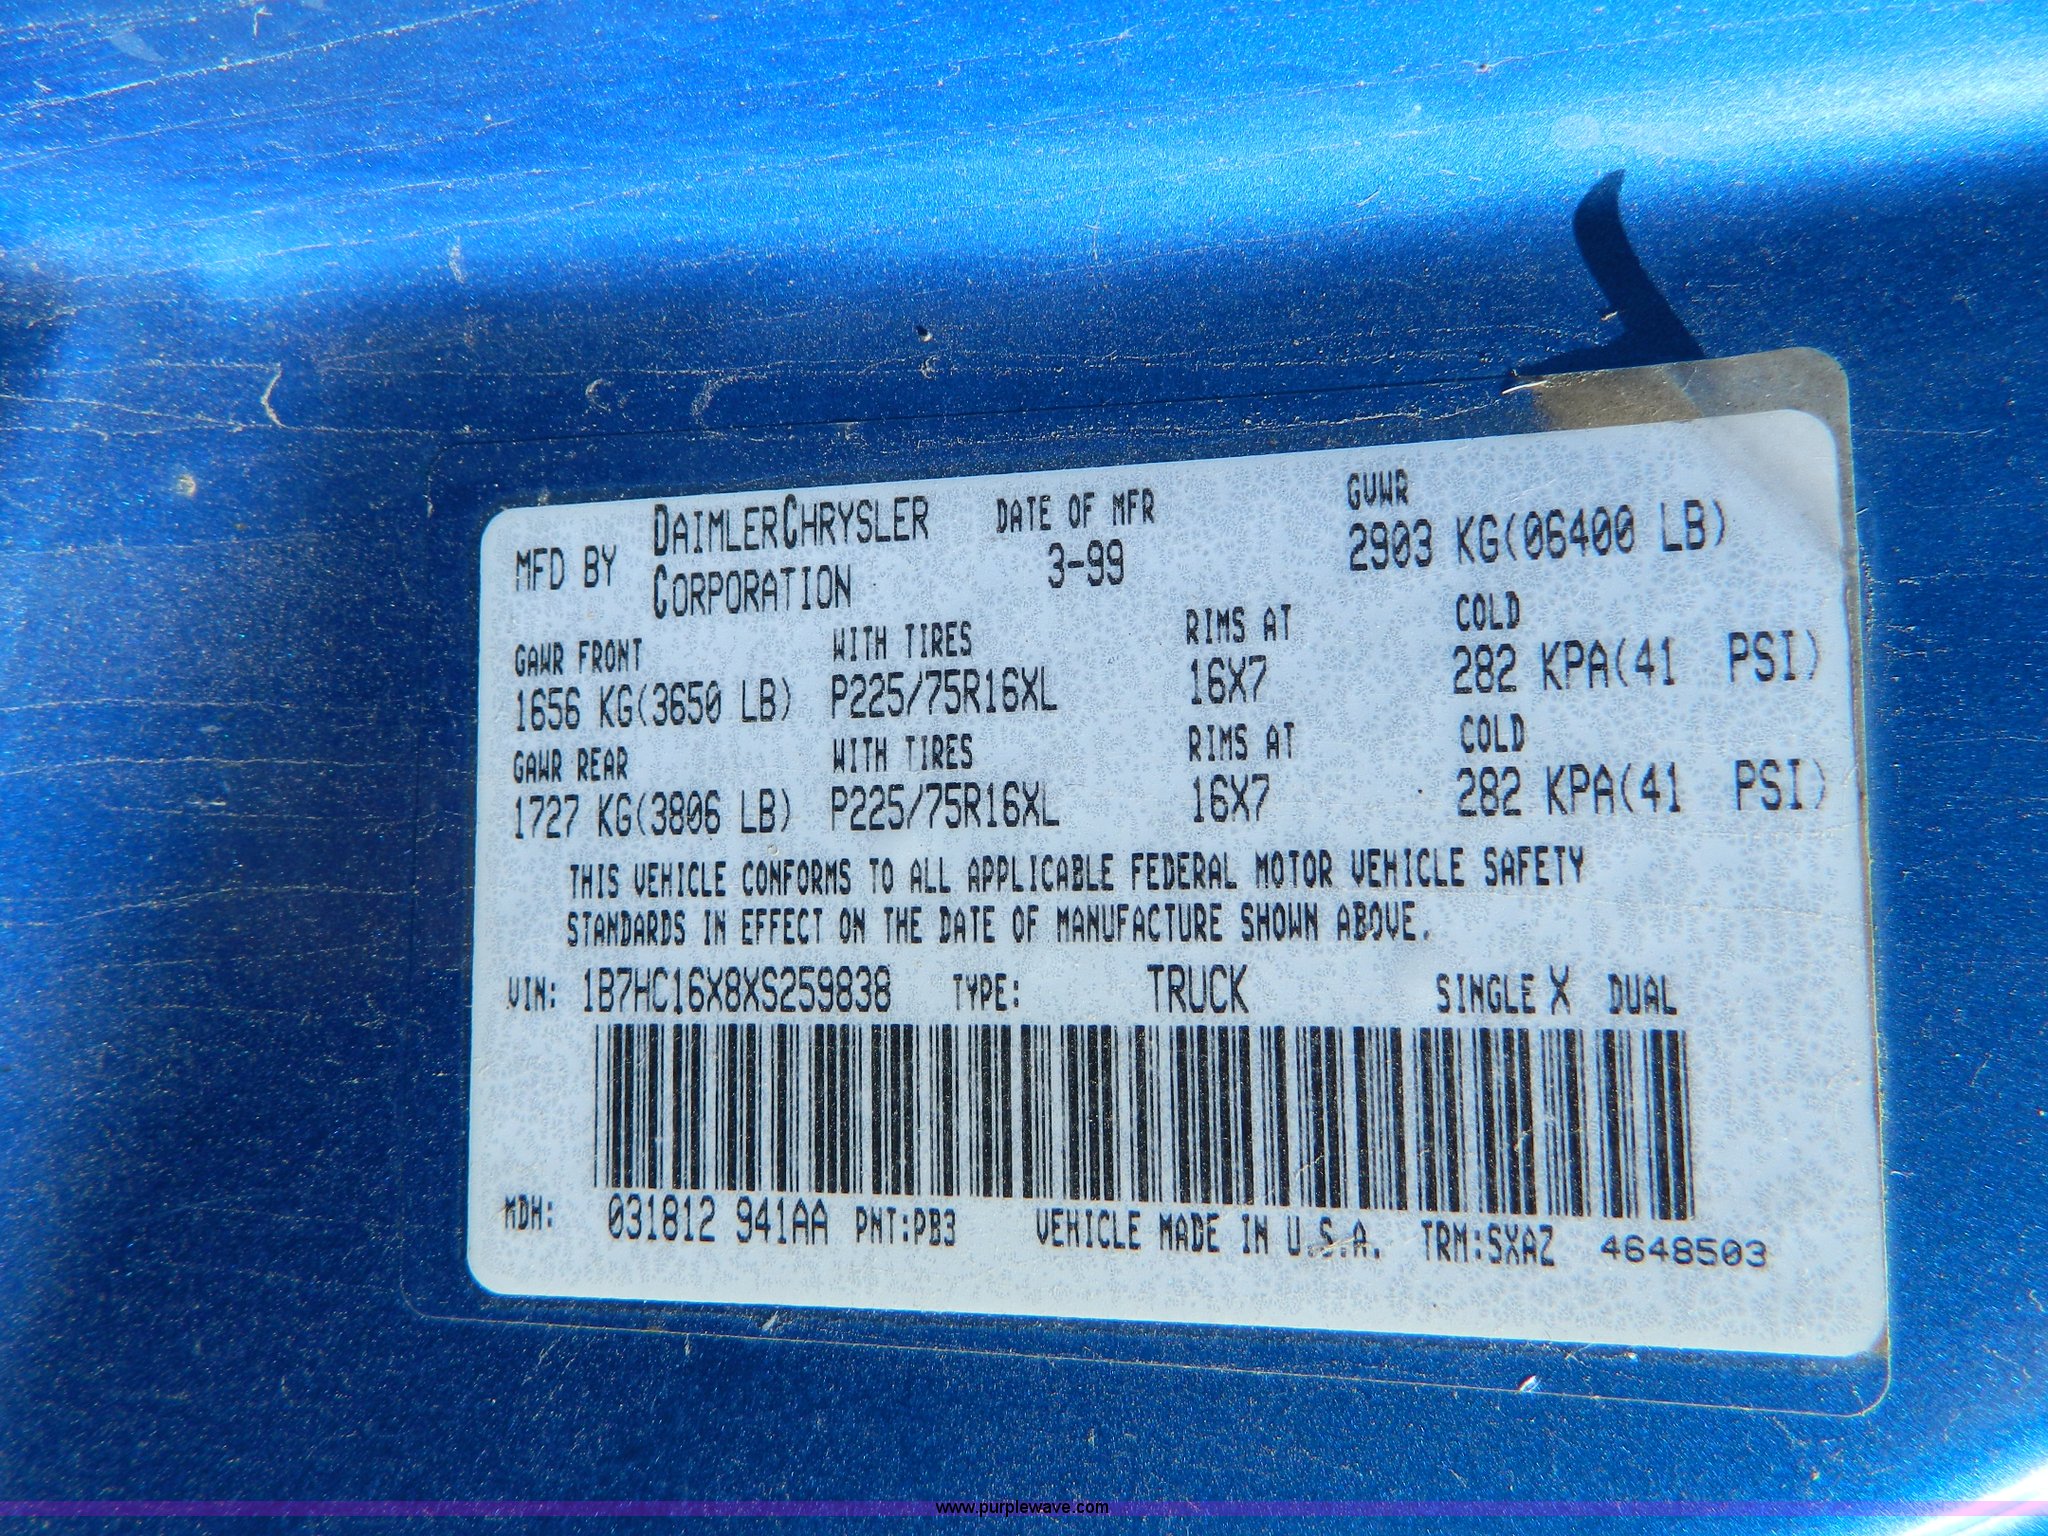 MFD BY DAIMLERCHRYSLER CORPORATION
DATE OF MFR
3-99
GVWR
2903 KG(06400 LB)
GAWR FRONT WITH TIRES RIMS AT COLD
1656 KG(3650 LB) P225/75R16XL 16X7 282 KPA(41 PSI)
GAWR REAR WITH TIRES RIMS AT COLD
1727 KG(3806 LB) P225/75R16XL 16X7 282 KPA(41 PSI)
THIS VEHICLE CONFORMS TO ALL APPLICABLE FEDERAL MOTOR VEHICLE SAFETY
STANDARDS IN EFFECT ON THE DATE OF MANUFACTURE SHOWN ABOVE.
VIN: 1B7HC16X8XS259838 TYPE: TRUCK SINGLE X DUAL
MDH: 031812 941AA PNT:PB3 VEHICLE MADE IN U.S.A. TRM:SXAZ 4648503
www.purplewave.com